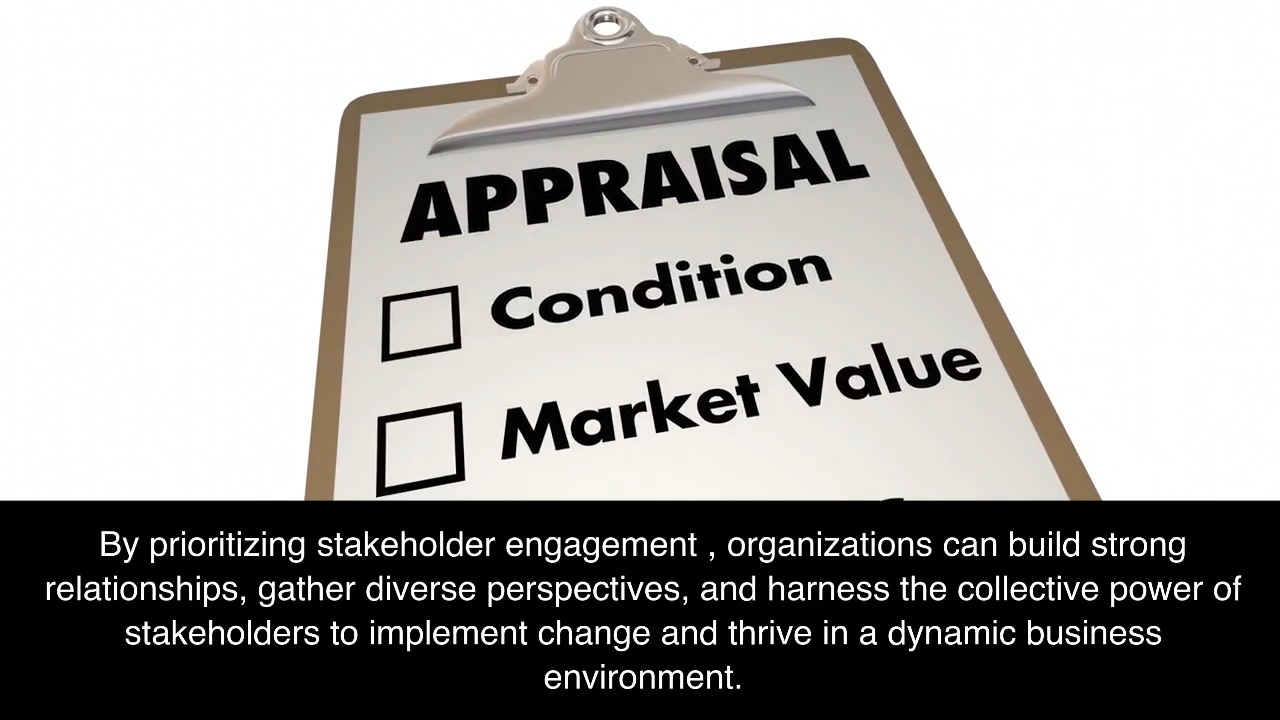 APPRAISAL
Condition
Market Value
By prioritizing stakeholder engagement , organizations can build strong
relationships, gather diverse perspectives, and harness the collective power of
stakeholders to implement change and thrive in a dynamic business
environment.